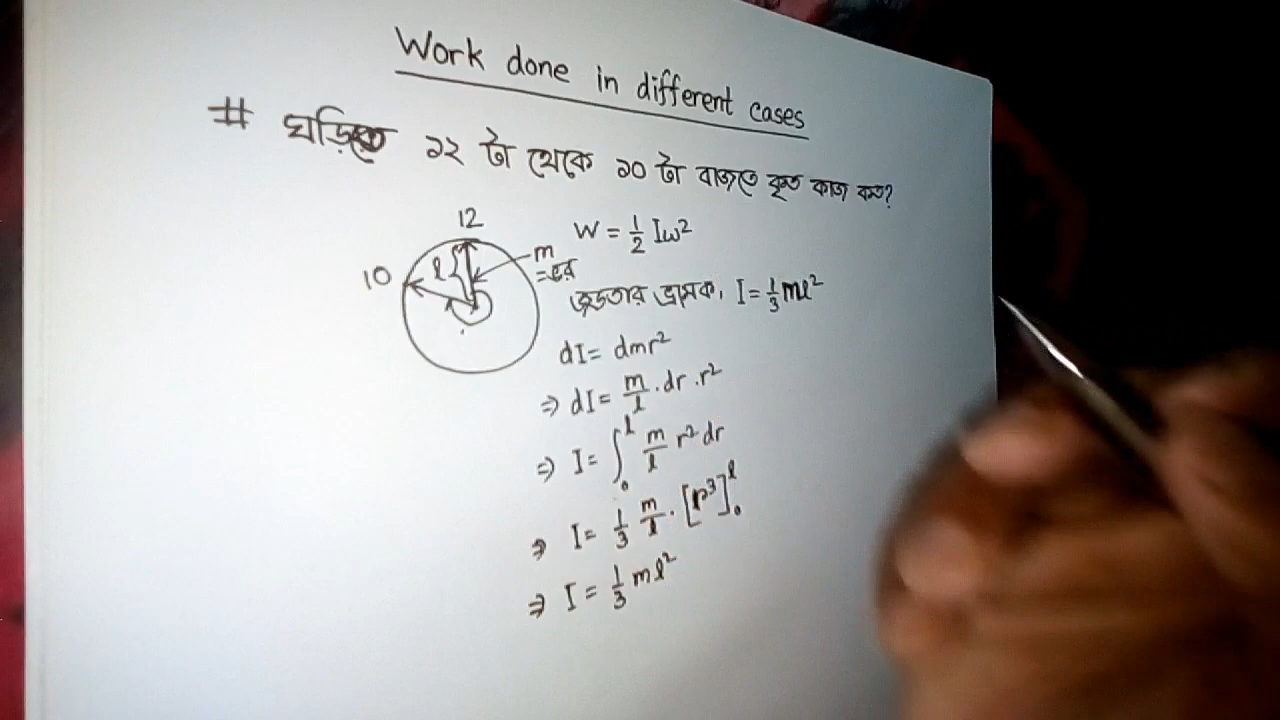 Work done in different cases
# ঘড়িতে ১২ টা থেকে ১০ টা বাজতে কৃত কাজ কত?
12
10
l
m
=ভর
W = 1/2 Iω²
জড়তার ভ্রামক, I = 1/3 ml²
dI = dmr²
⇒ dI = m/l . dr . r²
⇒ I = ∫₀ˡ m/l r² dr
⇒ I = 1/3 m/l . [r³]₀ˡ
⇒ I = 1/3 ml²